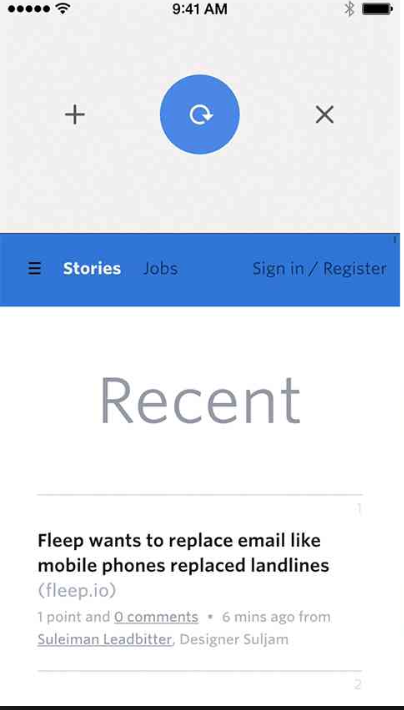 9:41 AM
Stories Jobs Sign in / Register
Recent
1
Fleep wants to replace email like
mobile phones replaced landlines
(fleep.io)
1 point and 0 comments • 6 mins ago from
Suleiman Leadbitter, Designer Suljam
2